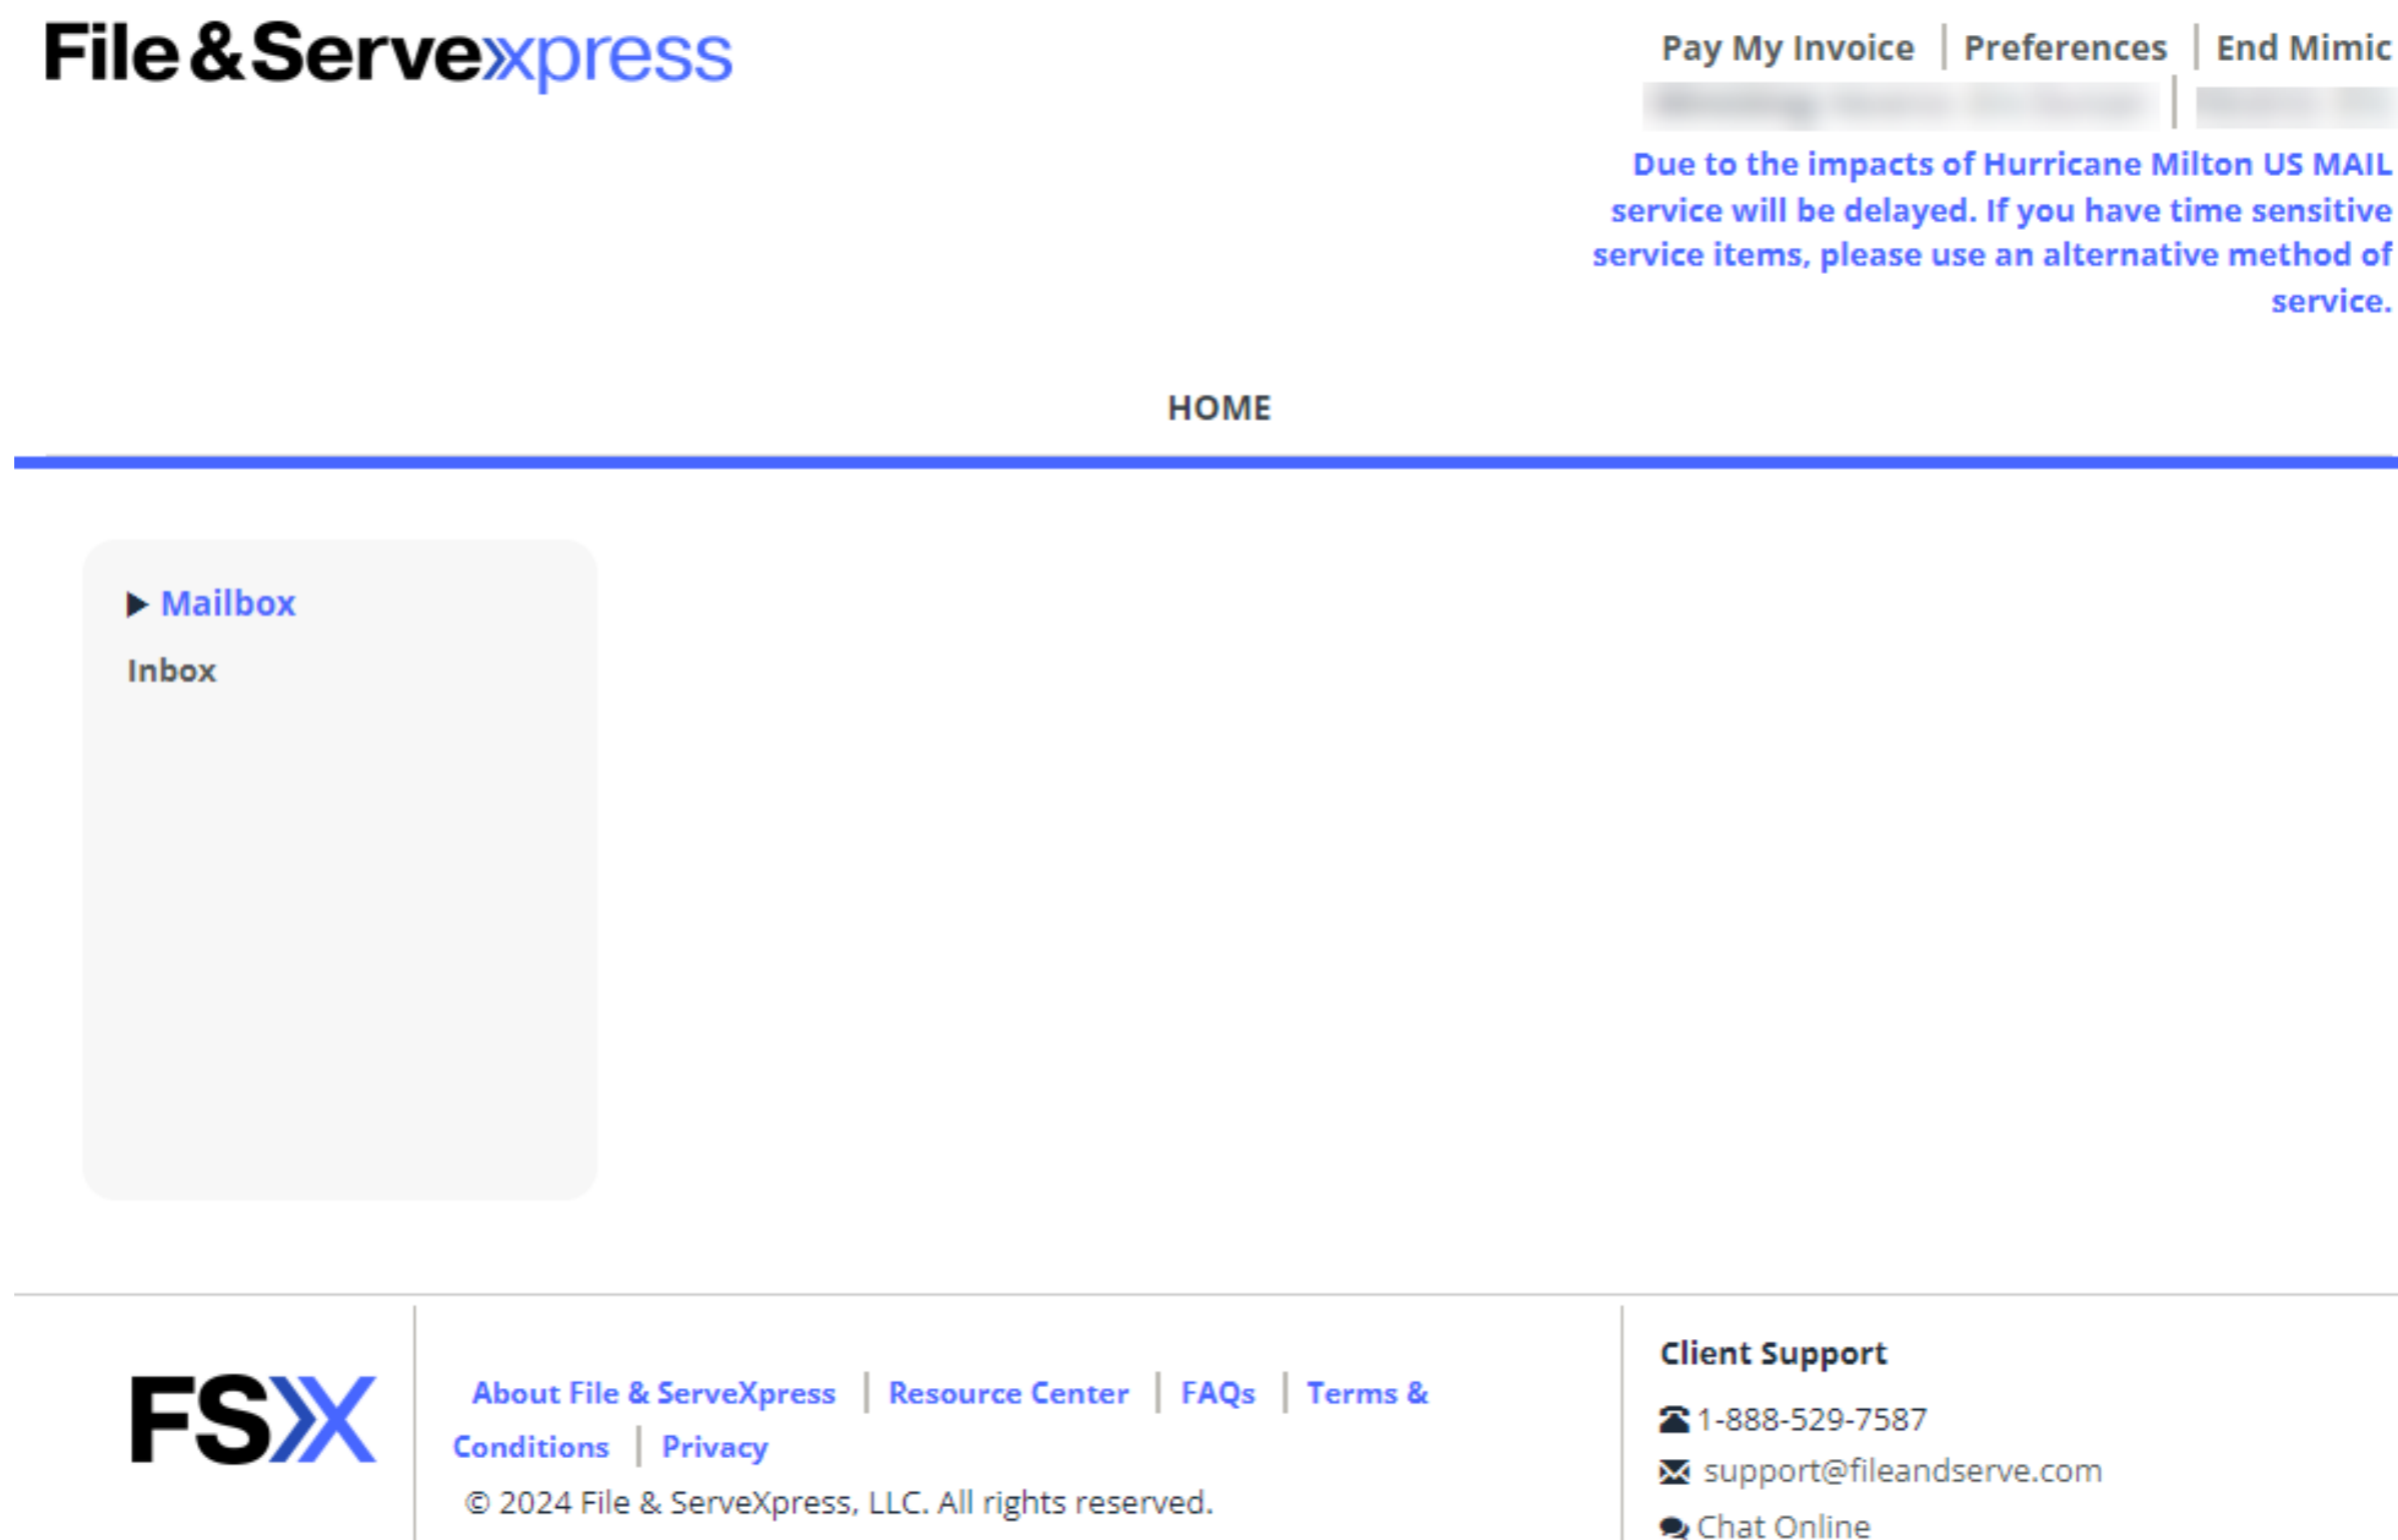 File & Servexpress
Pay My Invoice | Preferences | End Mimic
Due to the impacts of Hurricane Milton US MAIL
service will be delayed. If you have time sensitive
service items, please use an alternative method of
service.
HOME
Mailbox
Inbox
FSX
About File & ServeXpress | Resource Center | FAQs | Terms &
Conditions | Privacy
© 2024 File & ServeXpress, LLC. All rights reserved.
Client Support
1-888-529-7587
support@fileandserve.com
Chat Online